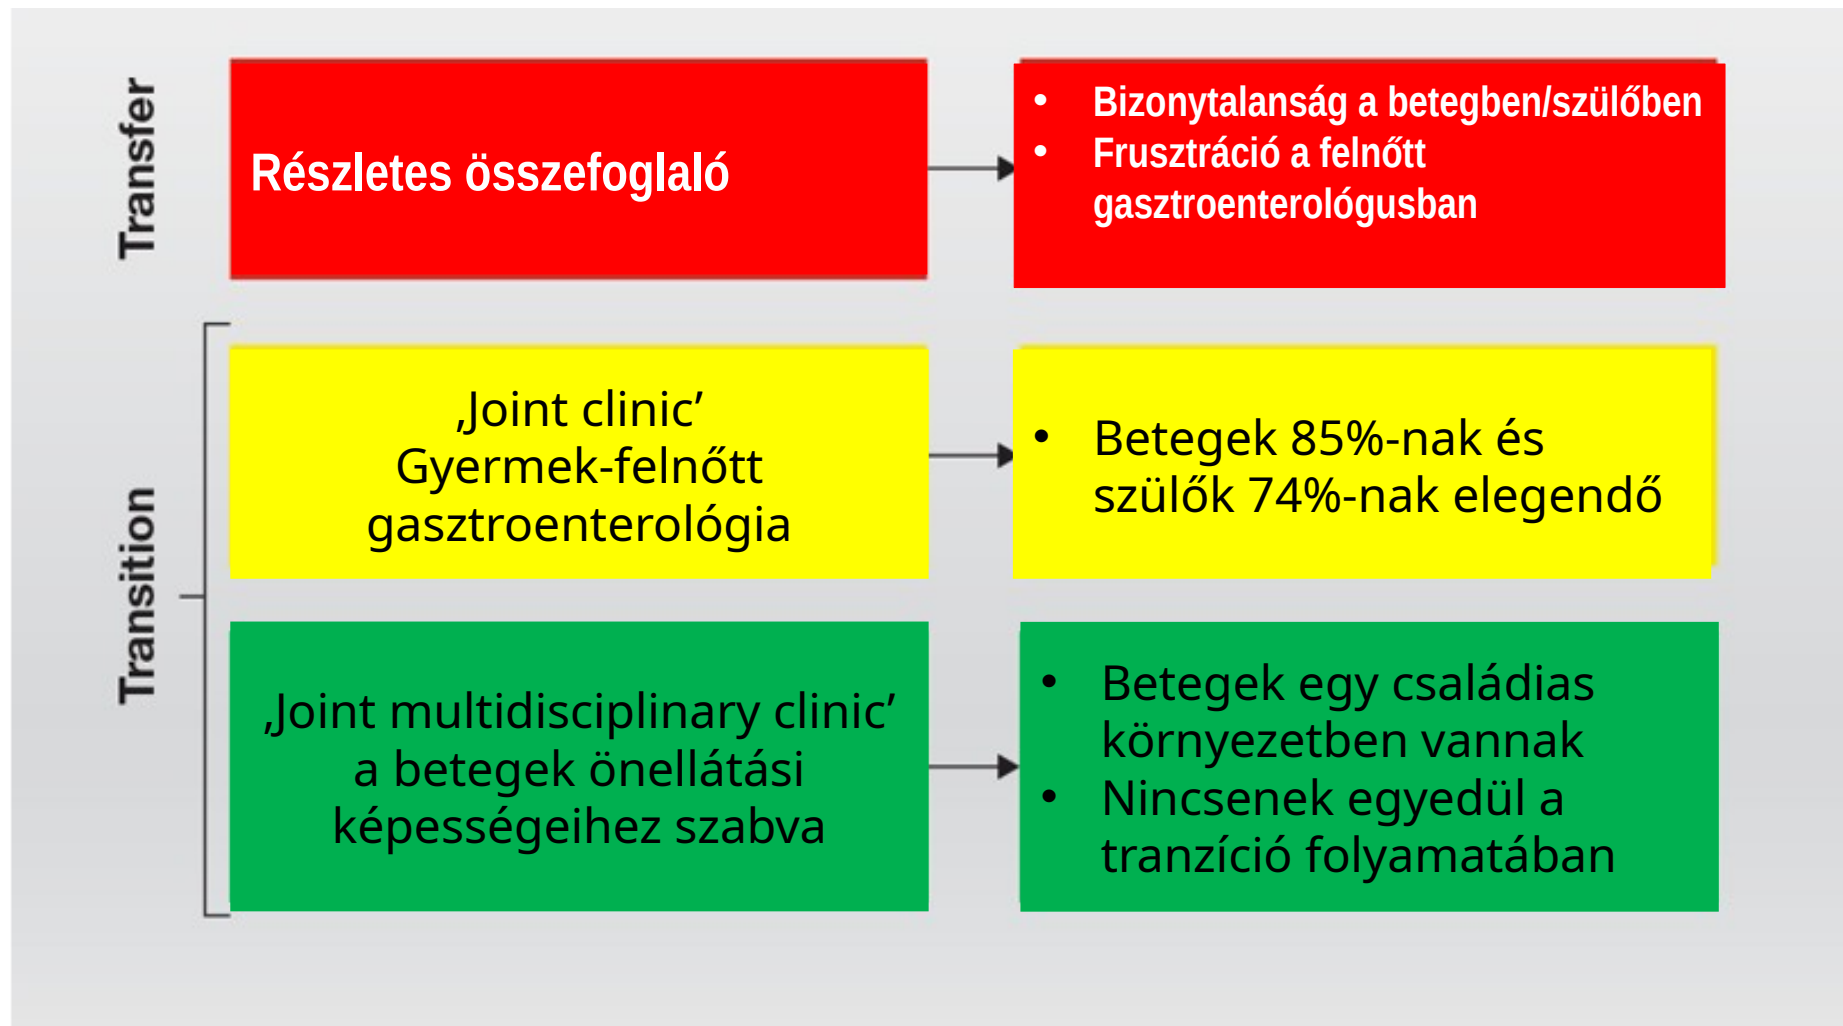 Transfer
Részletes összefoglaló
• Bizonytalanság a betegben/szülőben
• Frusztráció a felnőtt
gasztroenterológusban
Transition
‚Joint clinic’
Gyermek-felnőtt
gasztroenterológia
• Betegek 85%-nak és
szülők 74%-nak elegendő
‚Joint multidisciplinary clinic’
a betegek önellátási
képességeihez szabva
• Betegek egy családias
környezetben vannak
• Nincsenek egyedül a
tranzíció folyamatában